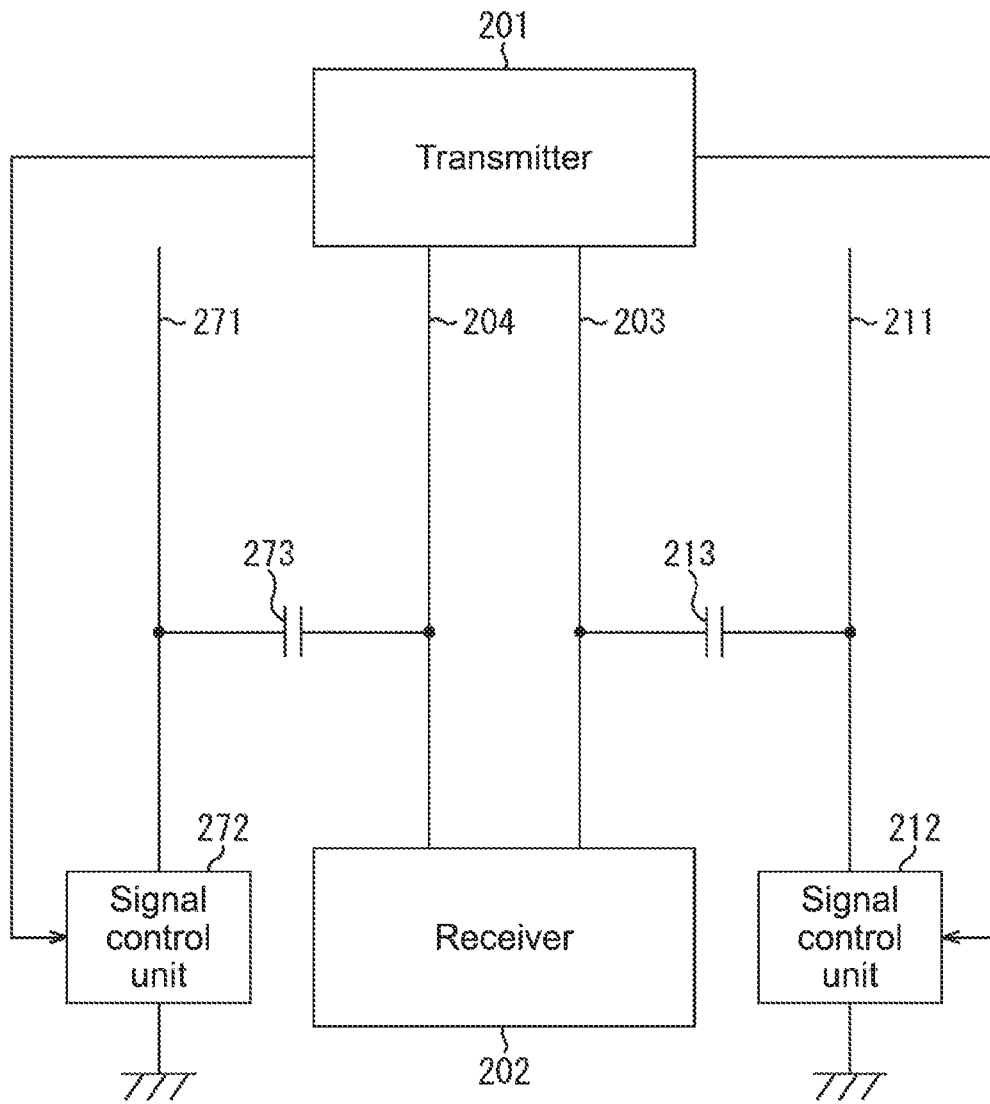 201
Transmitter
271
204
203
211
273
213
272
Signal
control
unit
Receiver
212
Signal
control
unit
202